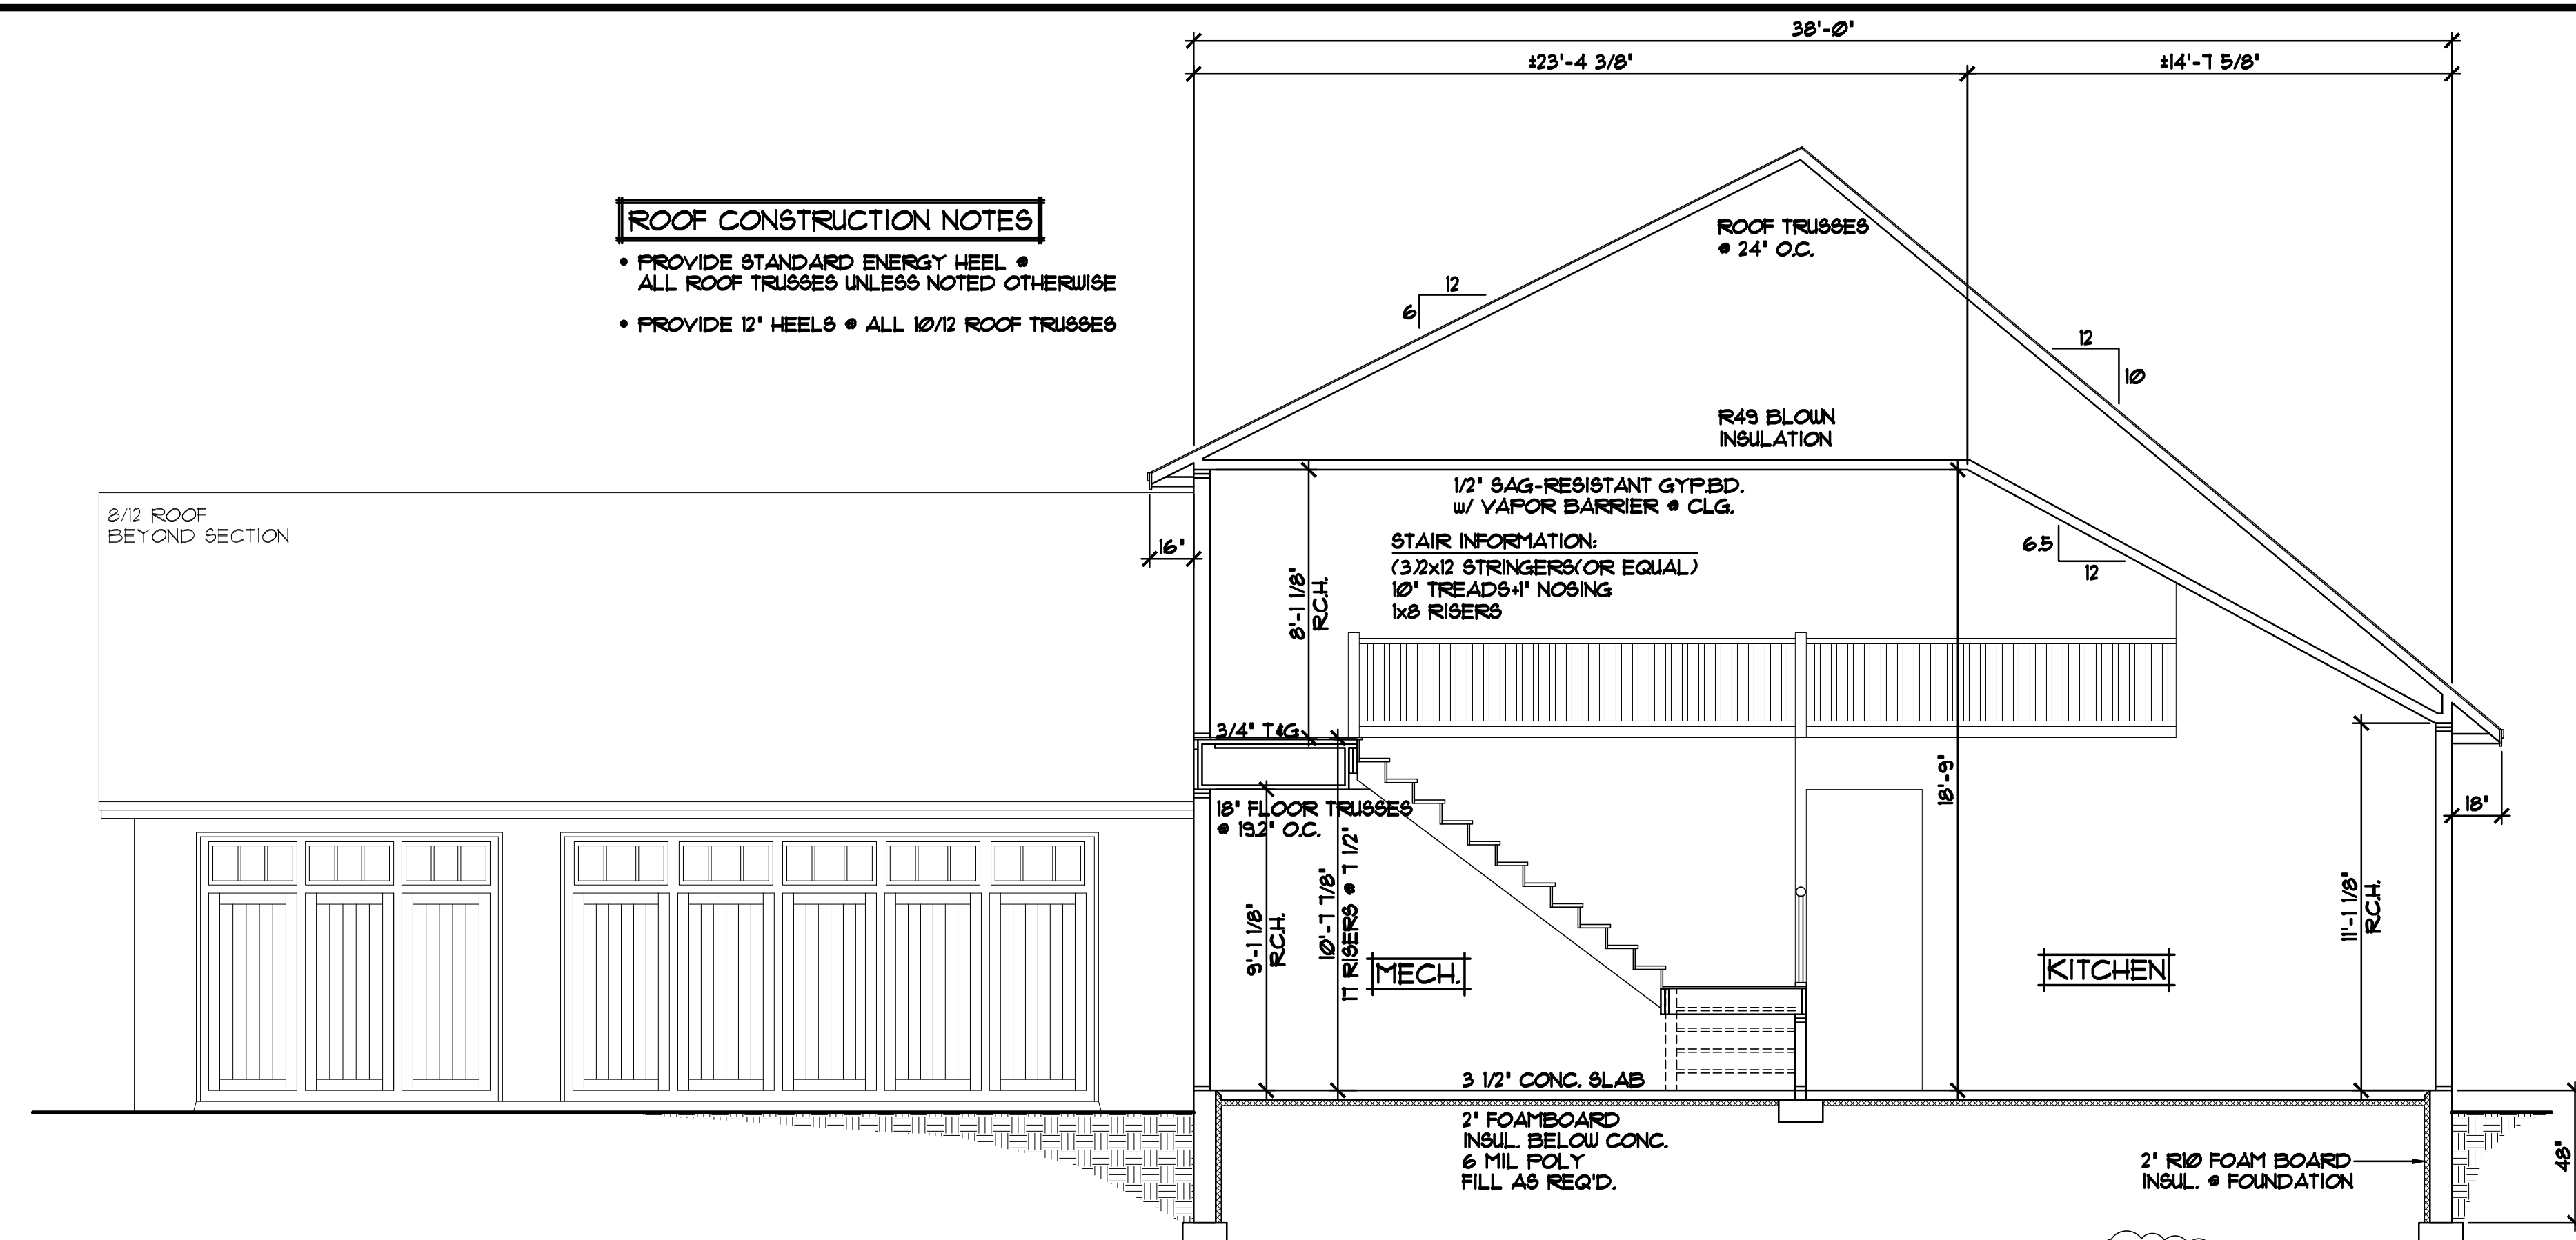 38'-0"
±23'-4 3/8"
±14'-7 5/8"
ROOF CONSTRUCTION NOTES
• PROVIDE STANDARD ENERGY HEEL @
ALL ROOF TRUSSES UNLESS NOTED OTHERWISE
• PROVIDE 12" HEELS @ ALL 10/12 ROOF TRUSSES
ROOF TRUSSES
@ 24" O.C.
12
6
12
10
R49 BLOWN
INSULATION
1/2" SAG-RESISTANT GYP.BD.
w/ VAPOR BARRIER @ CLG.
8/12 ROOF
BEYOND SECTION
16"
STAIR INFORMATION:
(3)2x12 STRINGERS(OR EQUAL)
10" TREADS+1" NOSING
1x8 RISERS
6.5
12
8'-1 1/8"
R.C.H.
3/4" T&G
18'-9"
18"
18" FLOOR TRUSSES
@ 19.2" O.C.
9'-1 1/8"
R.C.H.
10'-7 7/8"
17 RISERS @ 7 1/2"
11'-1 1/8"
R.C.H.
MECH.
KITCHEN
3 1/2" CONC. SLAB
2" FOAMBOARD
INSUL. BELOW CONC.
6 MIL POLY
FILL AS REQ'D.
2" R10 FOAM BOARD
INSUL. @ FOUNDATION
48"